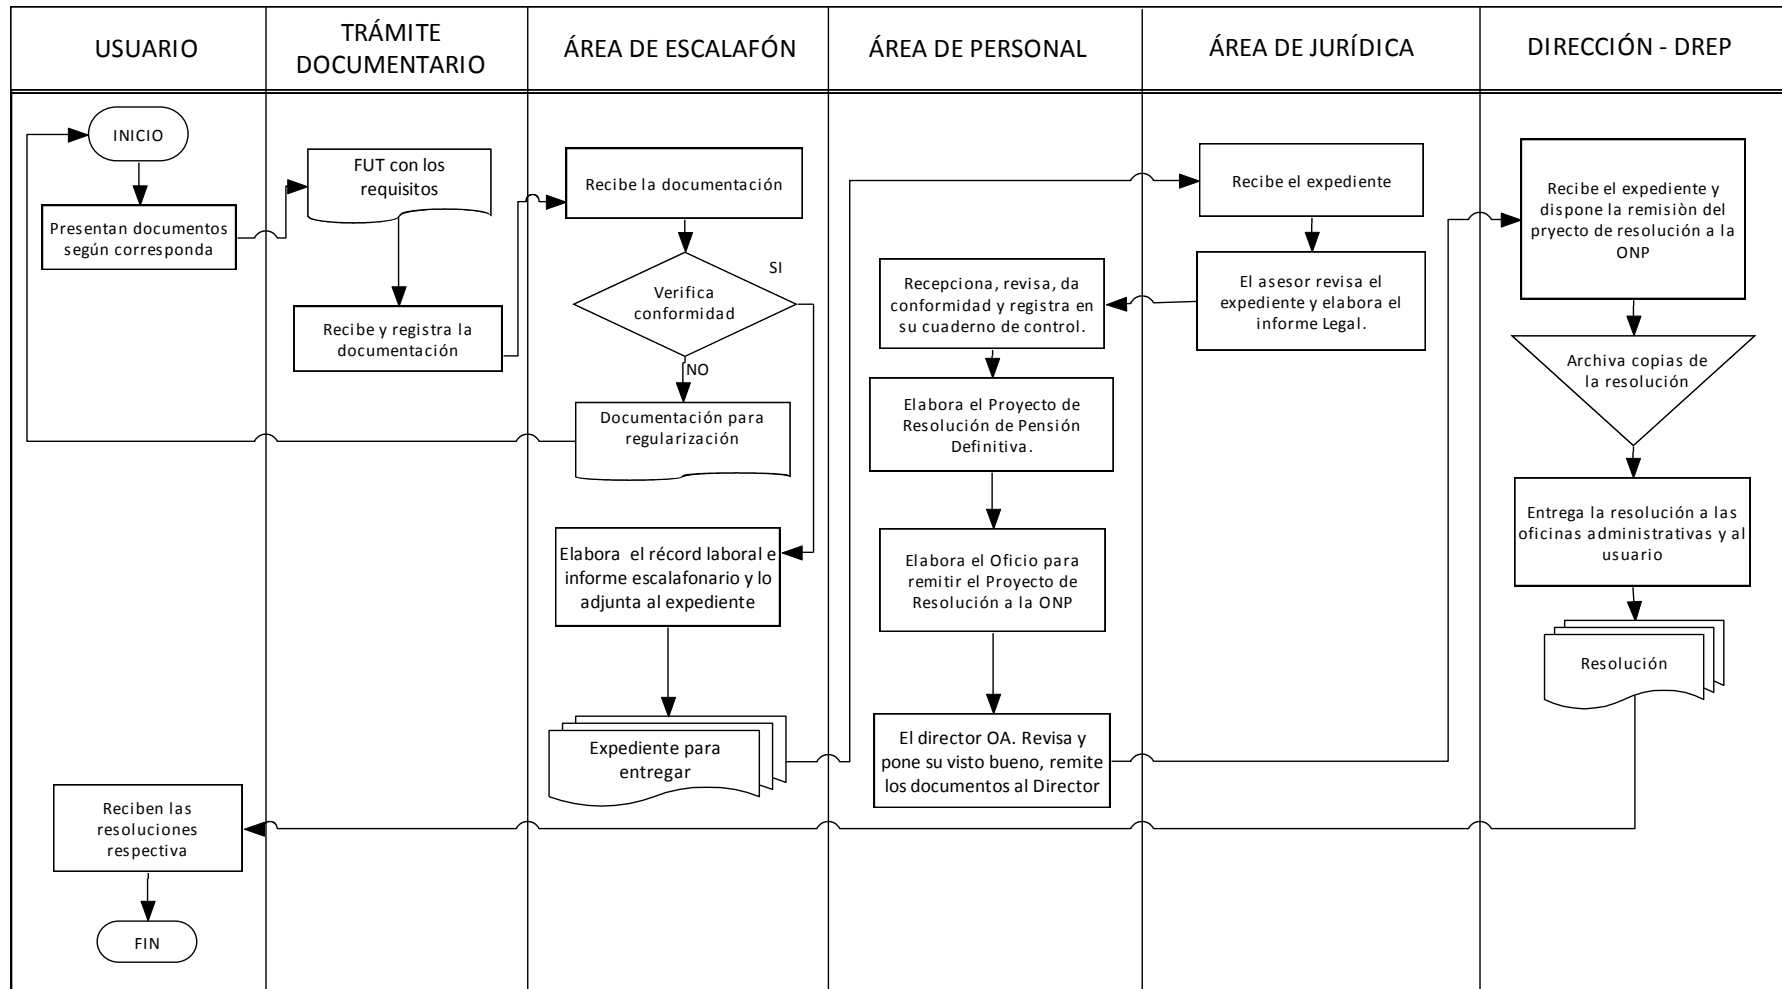 USUARIO
TRÁMITE
DOCUMENTARIO
ÁREA DE ESCALAFÓN
ÁREA DE PERSONAL
ÁREA DE JURÍDICA
DIRECCIÓN - DREP
INICIO
Presentan documentos
según corresponda
FUT con los
requisitos
Recibe y registra la
documentación
Recibe la documentación
Verifica
conformidad
SI
NO
Documentación para
regularización
Elabora el récord laboral e
informe escalafonario y lo
adjunta al expediente
Expediente para
entregar
Recibe el expediente
El asesor revisa el
expediente y elabora el
informe Legal.
Recepciona, revisa, da
conformidad y registra en
su cuaderno de control.
Elabora el Proyecto de
Resolución de Pensión
Definitiva.
Elabora el Oficio para
remitir el Proyecto de
Resolución a la ONP
El director OA. Revisa y
pone su visto bueno, remite
los documentos al Director
Recibe el expediente y
dispone la remisiòn del
pryecto de resolución a la
ONP
Archiva copias de
la resolución
Entrega la resolución a las
oficinas administrativas y al
usuario
Resolución
Reciben las
resoluciones
respectiva
FIN